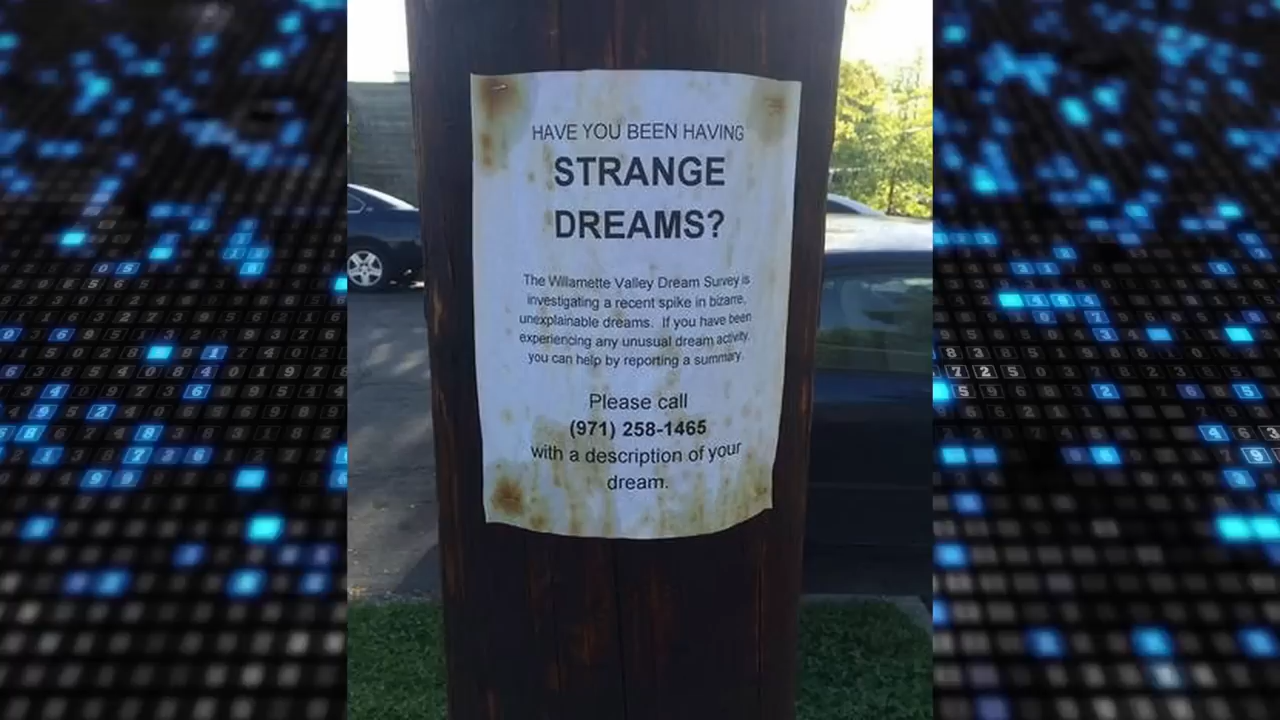 HAVE YOU BEEN HAVING
STRANGE
DREAMS?
The Willamette Valley Dream Survey is
investigating a recent spike in bizarre,
unexplainable dreams. If you have been
experiencing any unusual dream activity,
you can help by reporting a summary.
Please call
(971) 258-1465
with a description of your
dream.